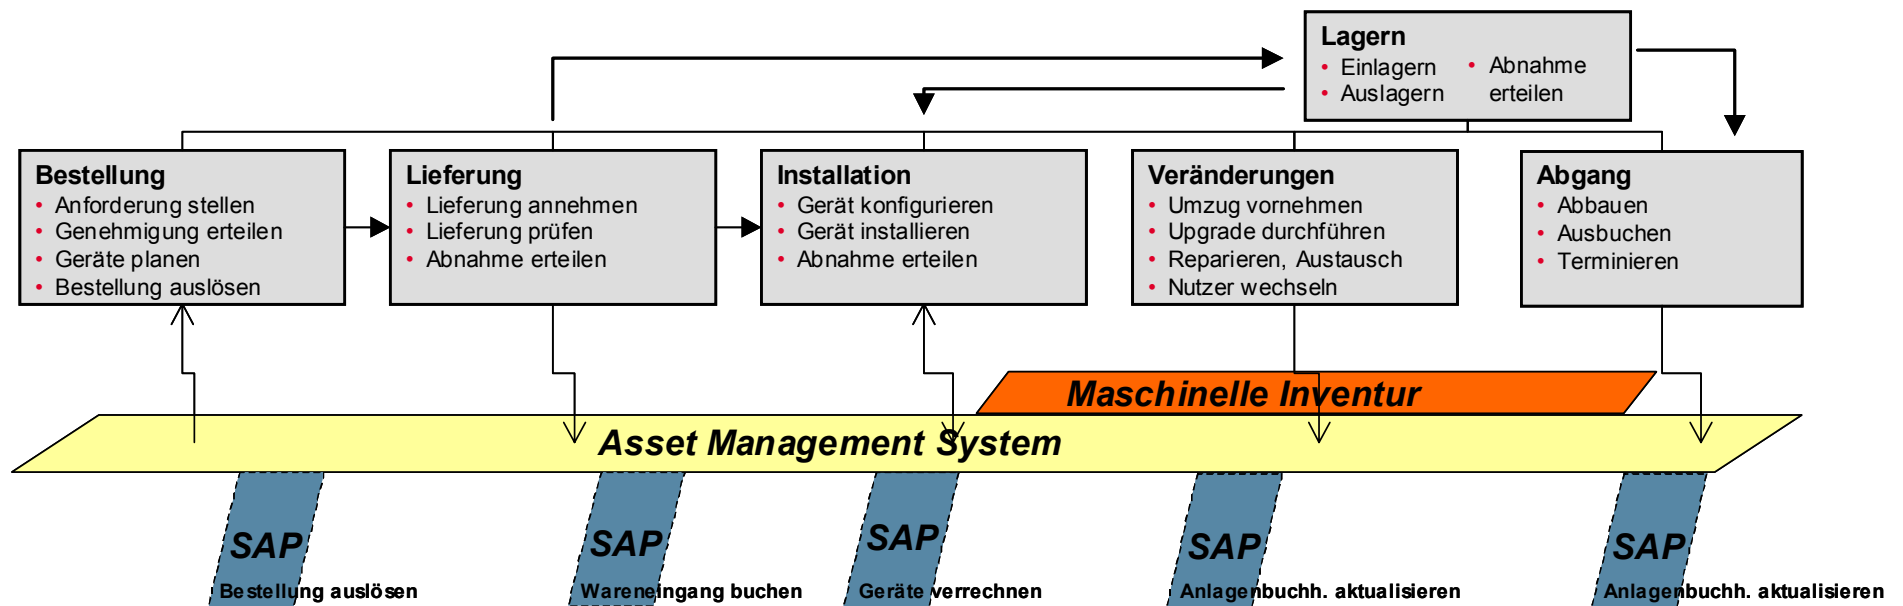 Lagern
• Einlagern
• Auslagern
• Abnahme
erteilen
Bestellung
• Anforderung stellen
• Genehmigung erteilen
• Geräte planen
• Bestellung auslösen
Lieferung
• Lieferung annehmen
• Lieferung prüfen
• Abnahme erteilen
Installation
• Gerät konfigurieren
• Gerät installieren
• Abnahme erteilen
Veränderungen
• Umzug vornehmen
• Upgrade durchführen
• Reparieren, Austausch
• Nutzer wechseln
Abgang
• Abbauen
• Ausbuchen
• Terminieren
Maschinelle Inventur
Asset Management System
SAP
Bestellung auslösen
SAP
Wareneingang buchen
SAP
Geräte verrechnen
SAP
Anlagenbuchh. aktualisieren
SAP
Anlagenbuchh. aktualisieren